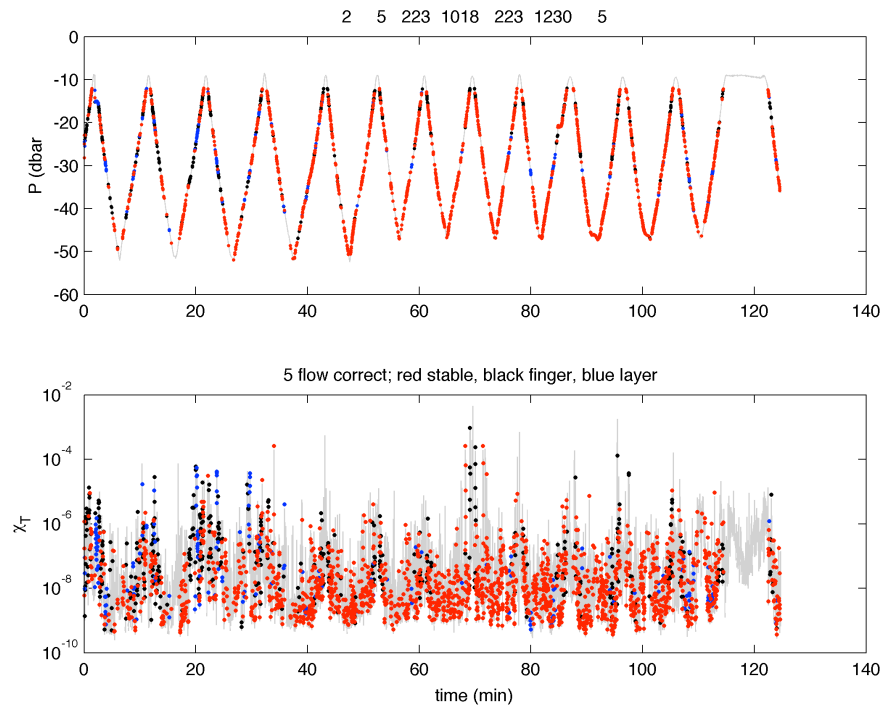 2 5 223 1018 223 1230 5
0
-10
-20
-30
-40
-50
-60
P (dbar
0 20 40 60 80 100 120 140
5 flow correct; red stable, black finger, blue layer
10^-2
10^-4
10^-6
10^-8
10^-10
χ_T
0 20 40 60 80 100 120 140
time (min)